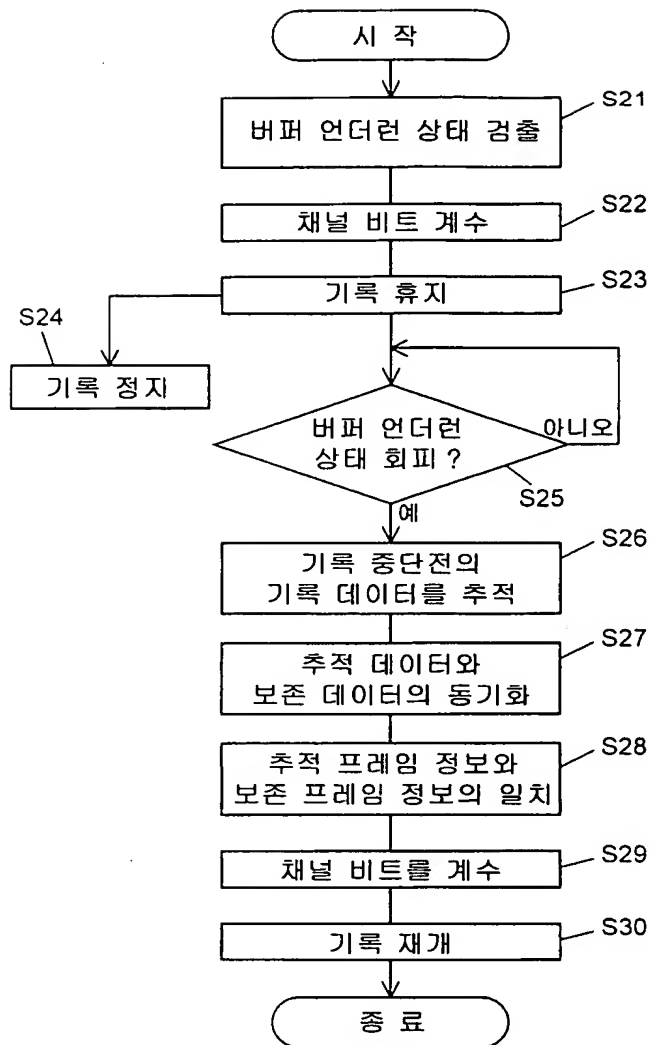 시 작
S21
버퍼 언더런 상태 검출
S22
채널 비트 계수
S23
기록 휴지
S24
기록 정지
버퍼 언더런
상태 회피 ?
아니오
S25
예
S26
기록 중단전의
기록 데이터를 추적
S27
추적 데이터와
보존 데이터의 동기화
S28
추적 프레임 정보와
보존 프레임 정보의 일치
S29
채널 비트를 계수
S30
기록 재개
종 료